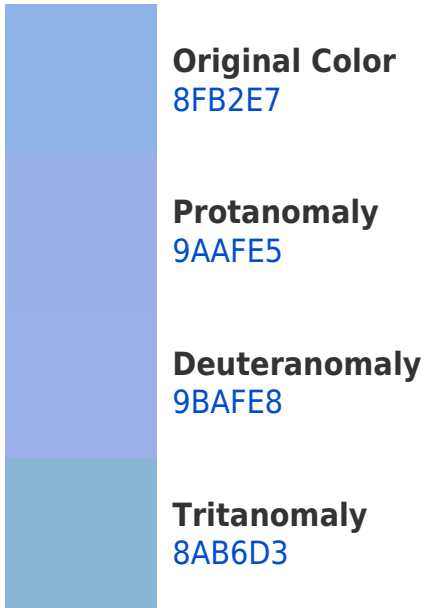 Original Color
8FB2E7
Protanomaly
9AAFE5
Deuteranomaly
9BAFE8
Tritanomaly
8AB6D3